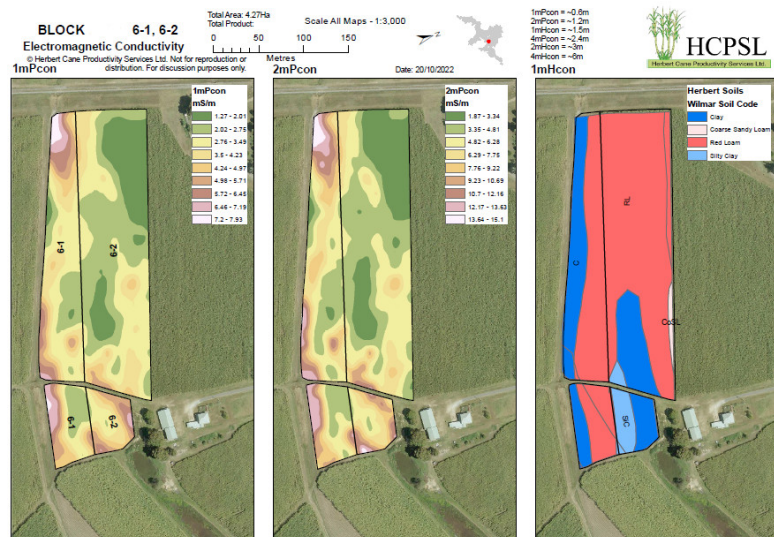 BLOCK 6-1, 6-2
Electromagnetic Conductivity
© Herbert Cane Productivity Services Ltd. Not for reproduction or
distribution. For discussion purposes only.
Total Area: 4.27Ha
Total Product:
Scale All Maps - 1:3,000
0 50 100 150
Metres
Date: 20/10/2022
1mPcon = ~0.6m
2mPcon = ~1.2m
1mHcon = ~1.5m
4mPcon = ~2.4m
2mHcon = ~3m
4mHcon = ~6m
HCPSL
Herbert Cane Productivity Services Ltd.
1mPcon
1mPcon
mS/m
1.27 - 2.01
2.02 - 2.75
2.76 - 3.49
3.5 - 4.23
4.24 - 4.97
4.98 - 5.71
5.72 - 6.45
6.46 - 7.19
7.2 - 7.93
6-1
6-2
6-1
6-2
2mPcon
2mPcon
mS/m
1.87 - 3.34
3.35 - 4.81
4.82 - 6.28
6.29 - 7.75
7.76 - 9.22
9.23 - 10.69
10.7 - 12.16
12.17 - 13.63
13.64 - 15.1
1mHcon
Herbert Soils
Wilmar Soil Code
Clay
Coarse Sandy Loam
Red Loam
Silty Clay
RL
C
CoSL
SiC